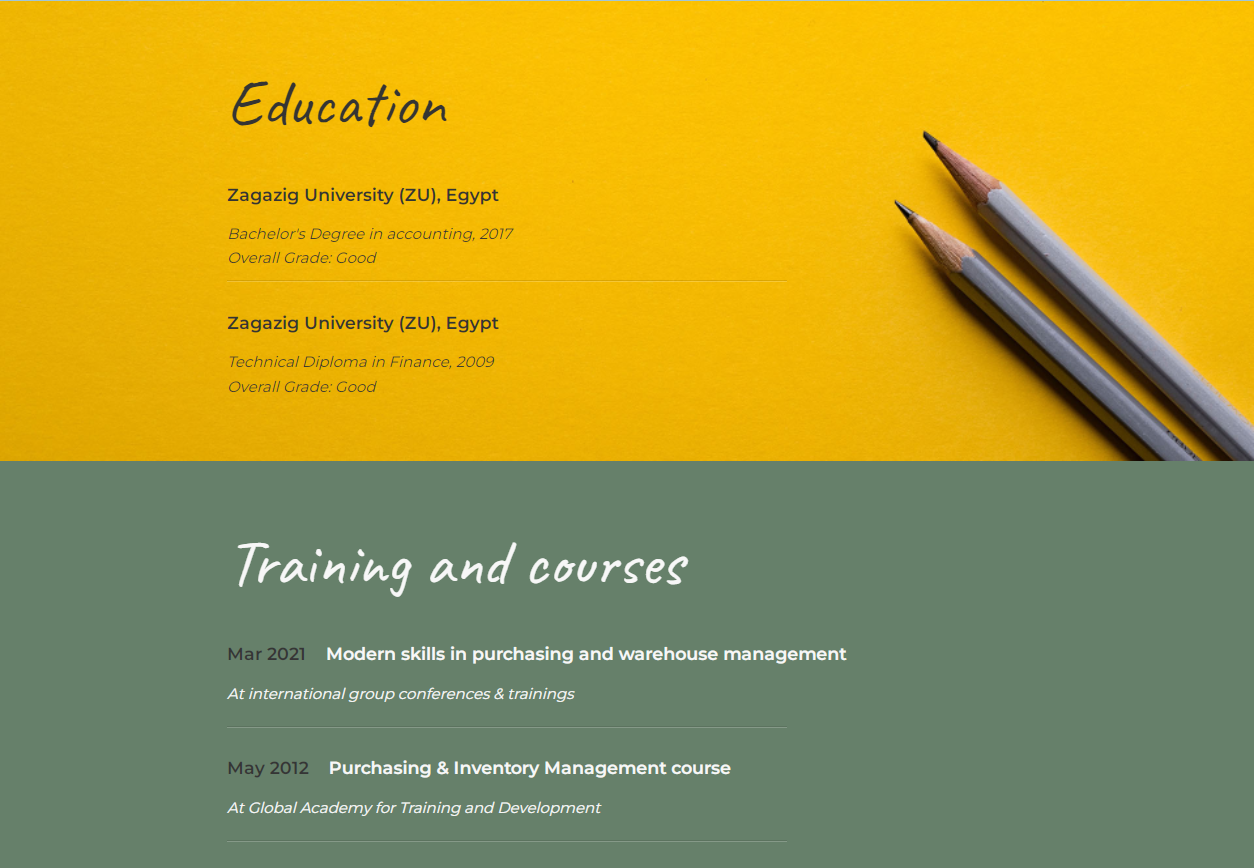 Education
Zagazig University (ZU), Egypt
Bachelor's Degree in accounting, 2017
Overall Grade: Good
Zagazig University (ZU), Egypt
Technical Diploma in Finance, 2009
Overall Grade: Good
Training and courses
Mar 2021 Modern skills in purchasing and warehouse management
At international group conferences & trainings
May 2012 Purchasing & Inventory Management course
At Global Academy for Training and Development